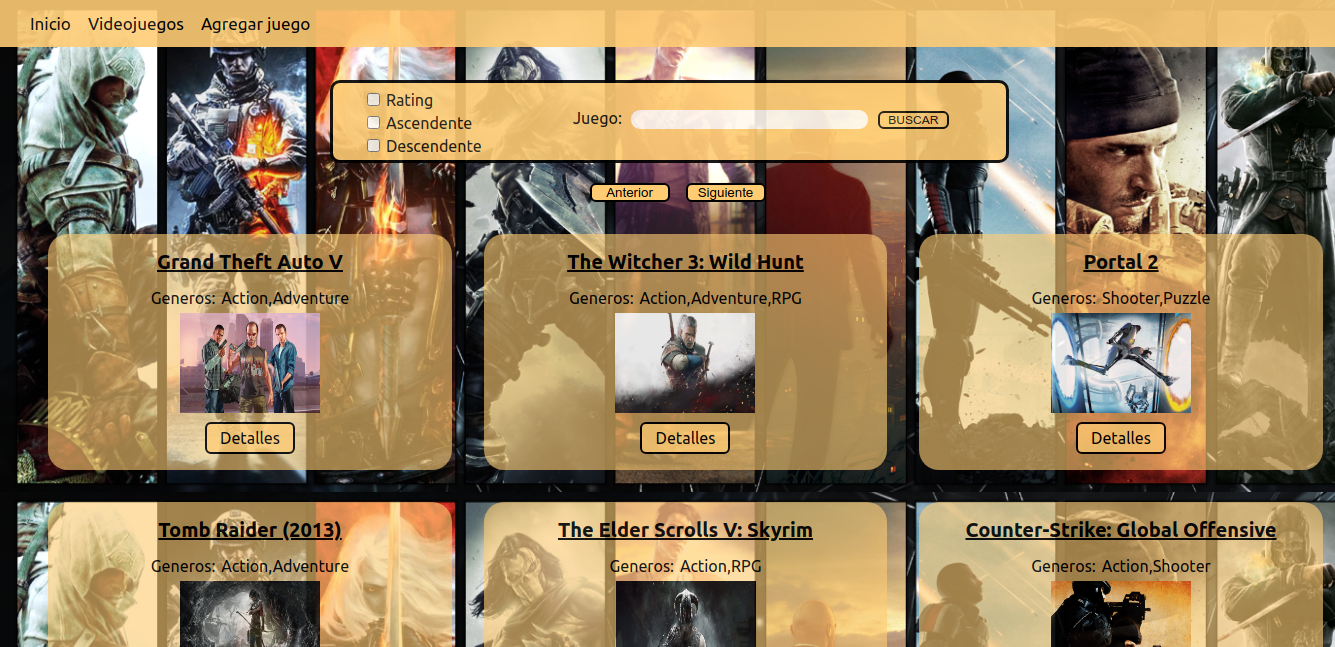 Inicio Videojuegos Agregar juego
Rating
Ascendente
Descendente
Juego: BUSCAR
Anterior Siguiente
Grand Theft Auto V
Generos: Action,Adventure
Detalles
The Witcher 3: Wild Hunt
Generos: Action,Adventure,RPG
Detalles
Portal 2
Generos: Shooter,Puzzle
Detalles
Tomb Raider (2013)
Generos: Action,Adventure
The Elder Scrolls V: Skyrim
Generos: Action,RPG
Counter-Strike: Global Offensive
Generos: Action,Shooter